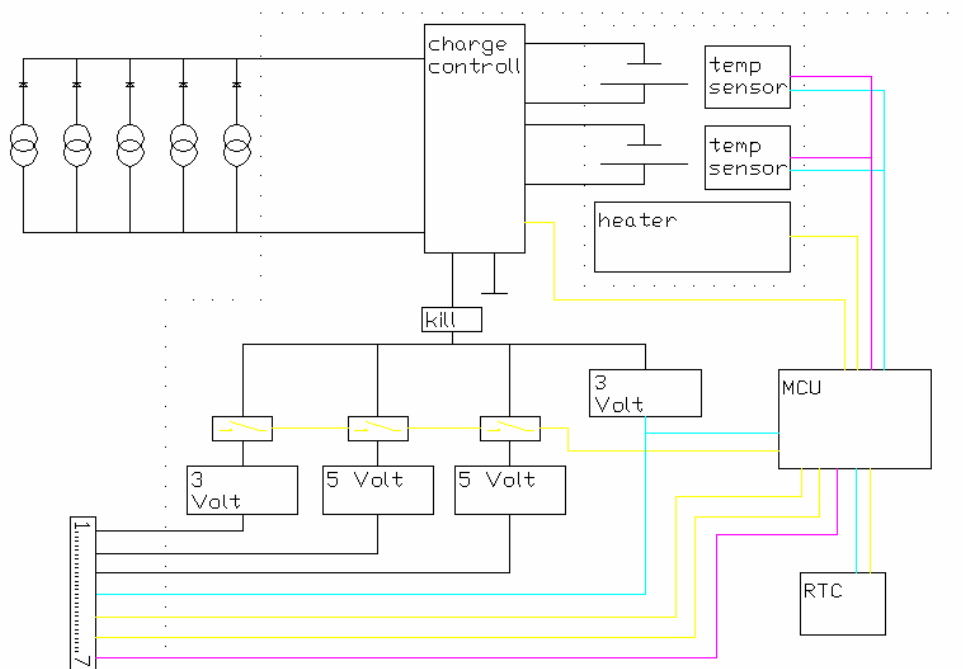 charge
controll
temp
sensor
temp
sensor
heater
kill
3
Volt
MCU
3
Volt
5 Volt
5 Volt
1
7
RTC